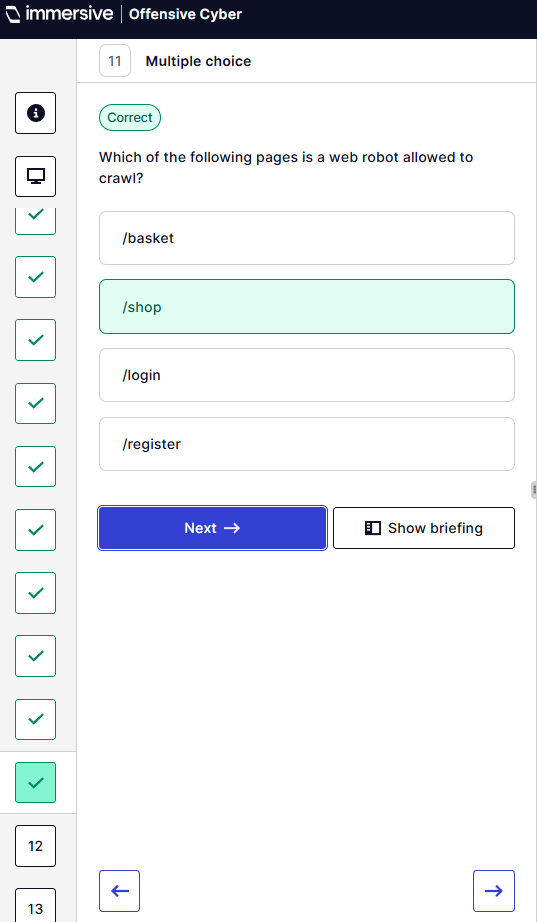 immersive | Offensive Cyber
11 Multiple choice
Correct
Which of the following pages is a web robot allowed to
crawl?
/basket
/shop
/login
/register
Next → Show briefing
12
13